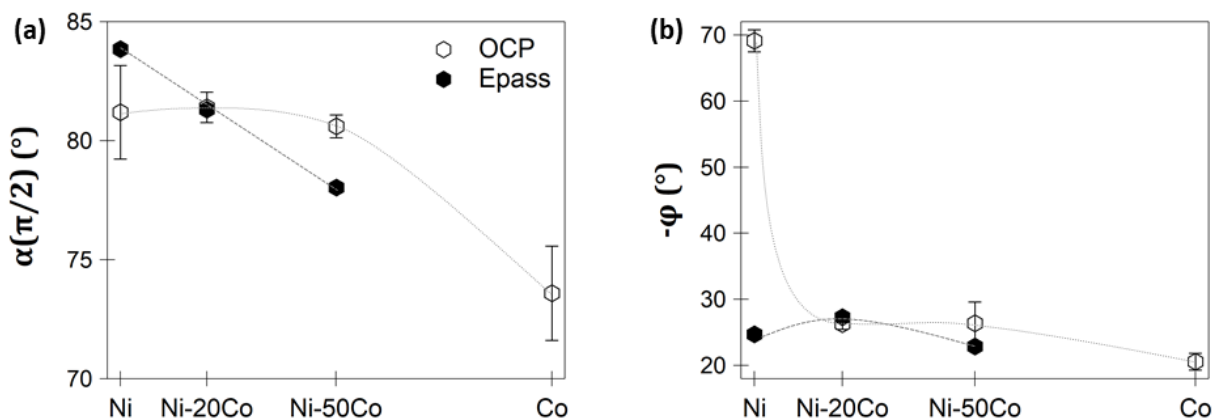 (a)
85
80
75
70
α(π/2) (°)
OCP
Epass
Ni Ni-20Co Ni-50Co Co
(b)
70
60
50
40
30
20
-φ (°)
Ni Ni-20Co Ni-50Co Co